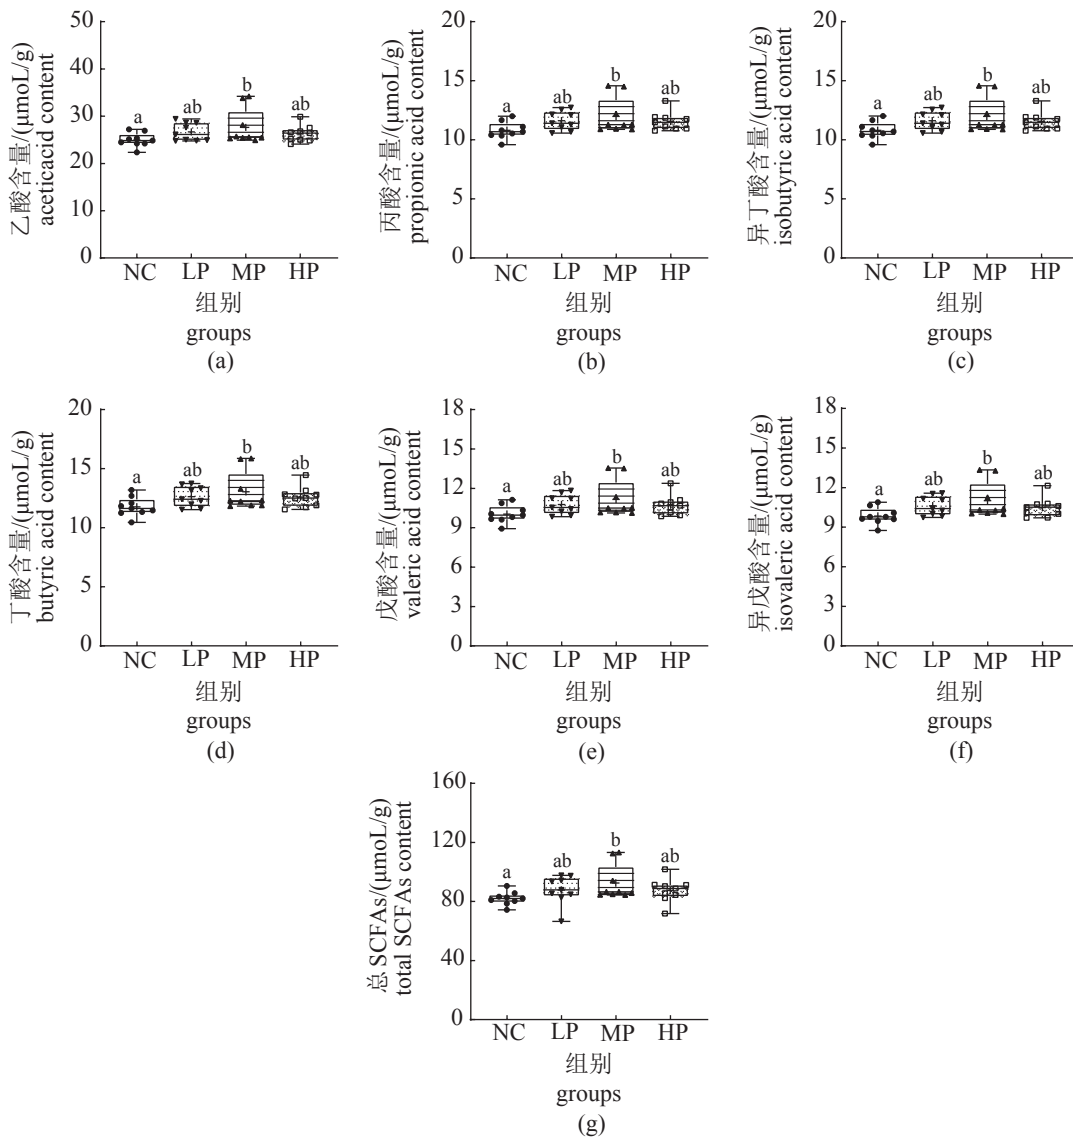 乙酸含量/(μmoL/g)
aceticacid content
50
40
30
20
10
0
a
ab
b
ab
NC LP MP HP
组别
groups
(a)
丙酸含量/(μmoL/g)
propionic acid content
20
15
10
5
0
a
ab
b
ab
NC LP MP HP
组别
groups
(b)
异丁酸含量/(μmoL/g)
isobutyric acid content
20
15
10
5
0
a
ab
b
ab
NC LP MP HP
组别
groups
(c)
丁酸含量/(μmoL/g)
butyric acid content
20
15
10
5
0
a
ab
b
ab
NC LP MP HP
组别
groups
(d)
戊酸含量/(μmoL/g)
valeric acid content
18
15
12
9
6
3
0
a
ab
b
ab
NC LP MP HP
组别
groups
(e)
异戊酸含量/(μmoL/g)
isovaleric acid content
18
15
12
9
6
3
0
a
ab
b
ab
NC LP MP HP
组别
groups
(f)
总 SCFAs/(μmoL/g)
total SCFAs content
160
120
80
40
0
a
ab
b
ab
NC LP MP HP
组别
groups
(g)